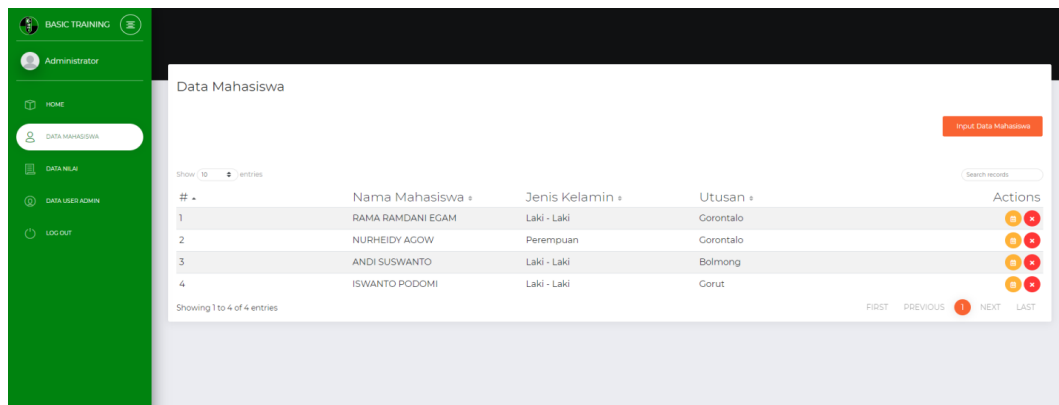 BASIC TRAINING
Administrator
HOME
DATA MAHASISWA
DATA NILAI
DATA USER ADMIN
LOG OUT
Data Mahasiswa
Input Data Mahasiswa
Show 10 entries
Search records
# Nama Mahasiswa Jenis Kelamin Utusan Actions
1 RAMA RAMDANI EGAM Laki - Laki Gorontalo
2 NURHEIDY AGOW Perempuan Gorontalo
3 ANDI SUSWANTO Laki - Laki Bolmong
4 ISWANTO PODOMI Laki - Laki Gorut
Showing 1 to 4 of 4 entries
FIRST PREVIOUS 1 NEXT LAST